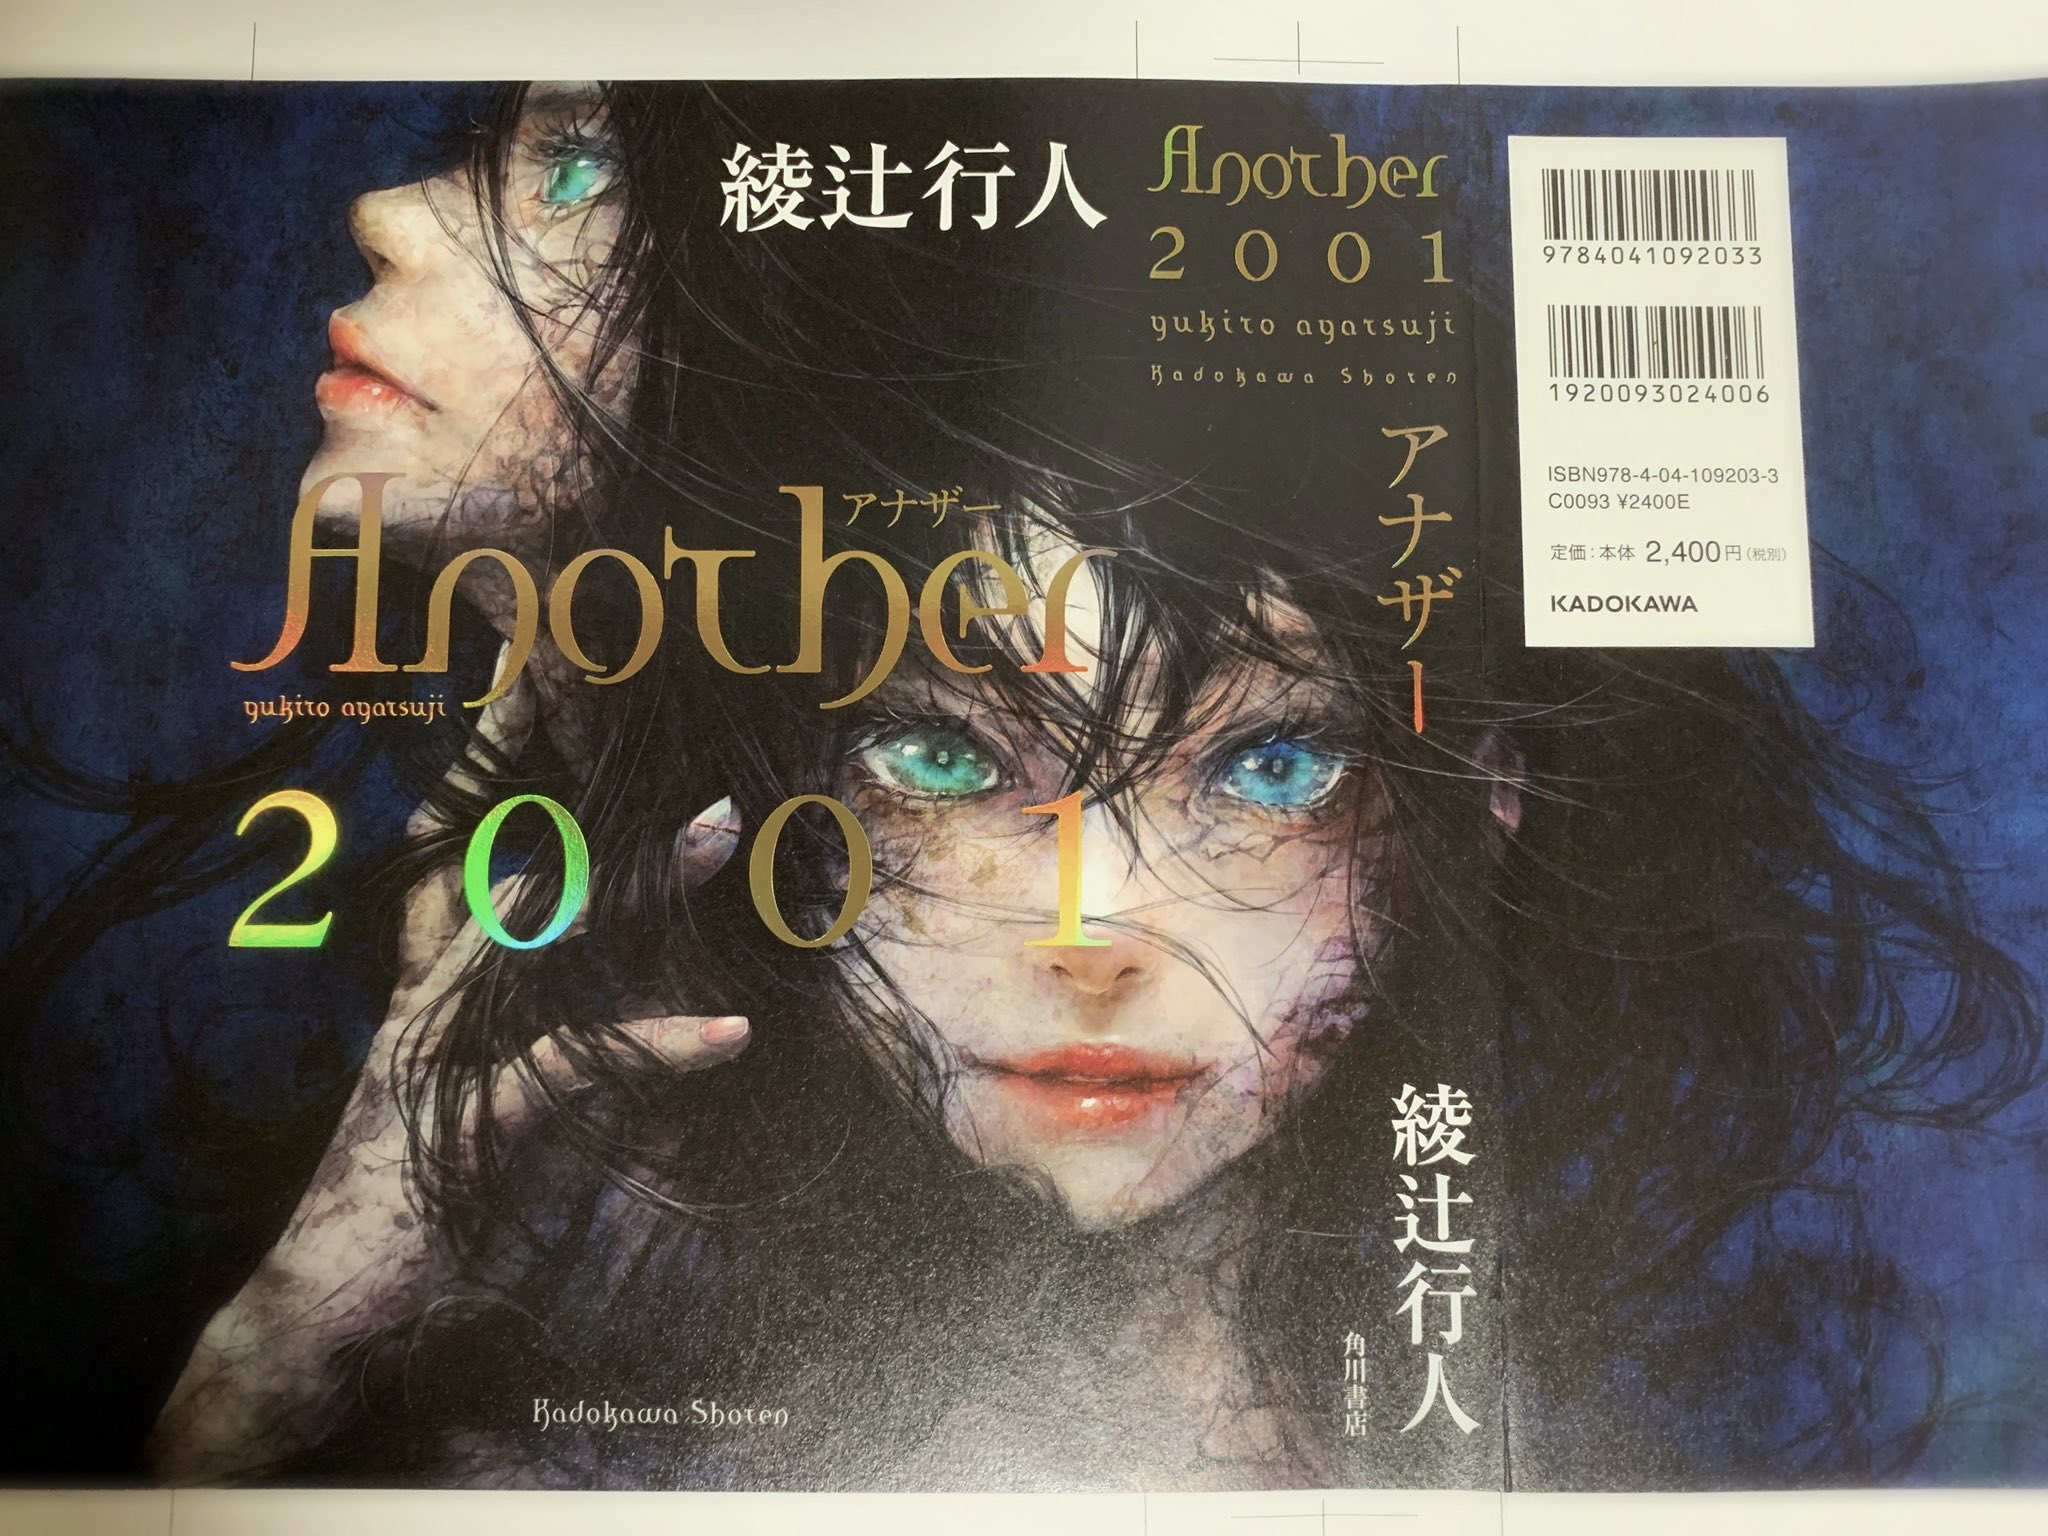 綾辻行人
アナザー
Another
yukito ayatsuji
2001
Kadokawa Shoten
Another
2001
yukito ayatsuji
Kadokawa Shoten
アナザー
綾辻行人
角川書店
9784041092033
1920093024006
ISBN978-4-04-109203-3
C0093 ¥2400E
定価：本体 2,400円（税別）
KADOKAWA